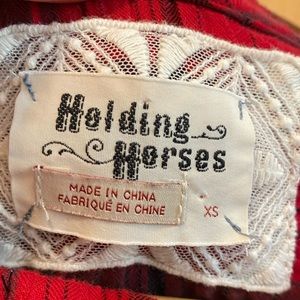 Holding
Horses
MADE IN CHINA
FABRIQUÉ EN CHINE
XS